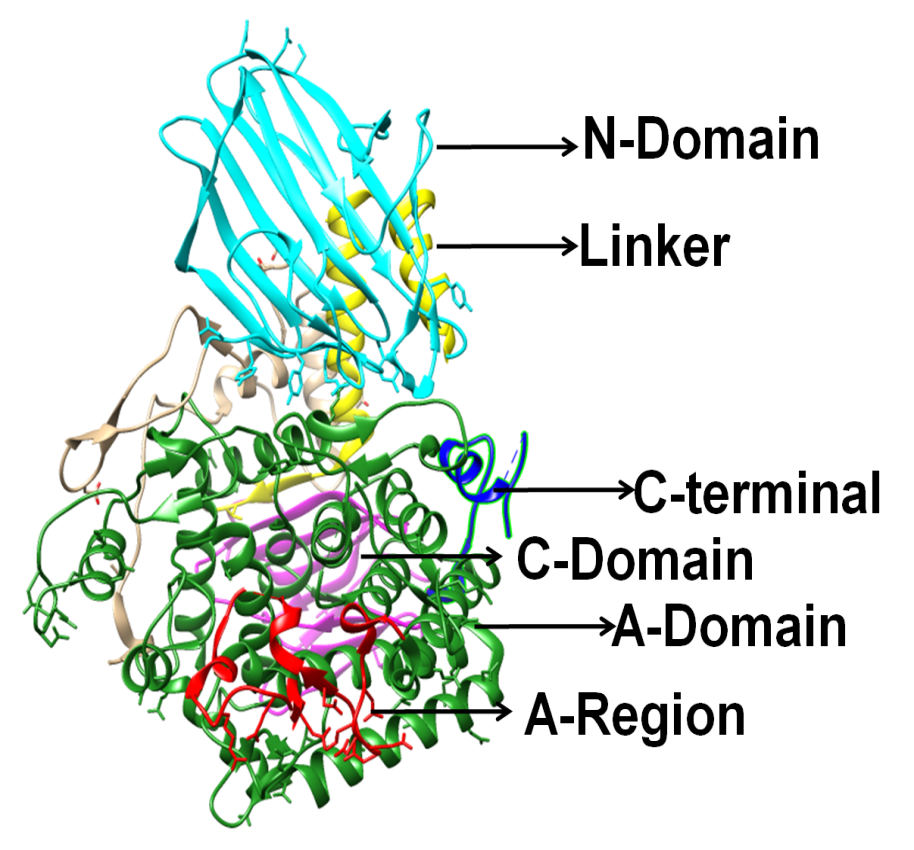 N-Domain
Linker
C-terminal
C-Domain
A-Domain
A-Region